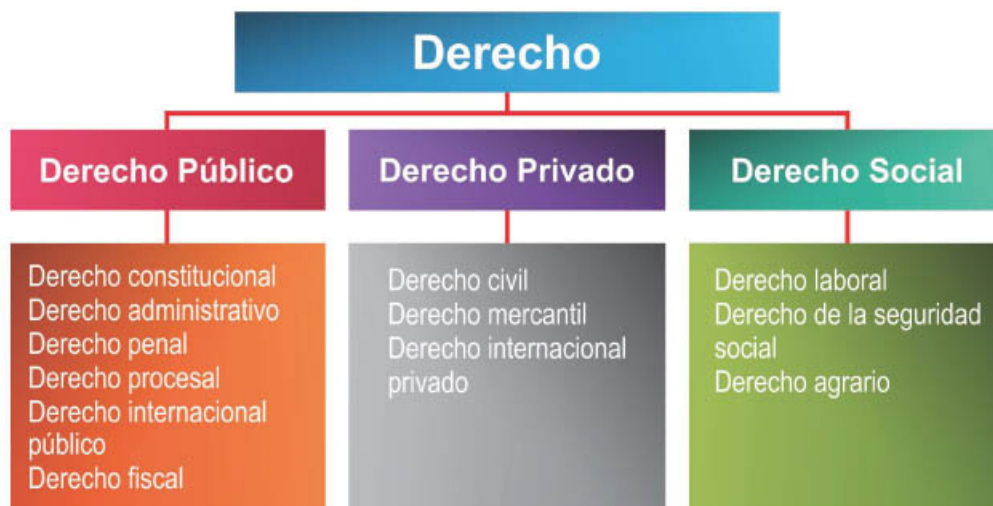 Derecho
Derecho Público
Derecho Privado
Derecho Social
Derecho constitucional
Derecho administrativo
Derecho penal
Derecho procesal
Derecho internacional
público
Derecho fiscal
Derecho civil
Derecho mercantil
Derecho internacional
privado
Derecho laboral
Derecho de la seguridad
social
Derecho agrario